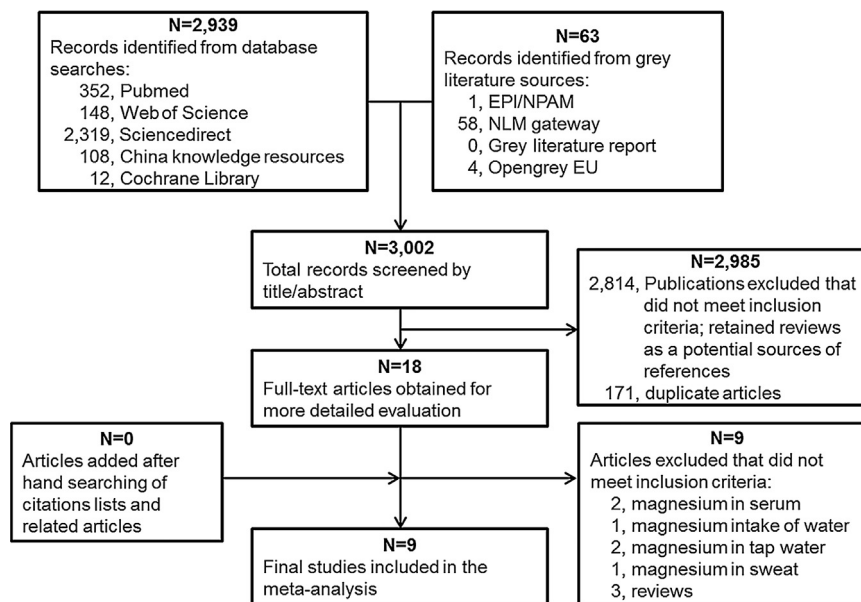 N=2,939
Records identified from database
searches:
352, Pubmed
148, Web of Science
2,319, Sciencedirect
108, China knowledge resources
12, Cochrane Library
N=63
Records identified from grey
literature sources:
1, EPI/NPAM
58, NLM gateway
0, Grey literature report
4, Opengrey EU
N=3,002
Total records screened by
title/abstract
N=2,985
2,814, Publications excluded that
did not meet inclusion
criteria; retained reviews
as a potential sources of
references
171, duplicate articles
N=18
Full-text articles obtained for
more detailed evaluation
N=0
Articles added after
hand searching of
citations lists and
related articles
N=9
Articles excluded that did not
meet inclusion criteria:
2, magnesium in serum
1, magnesium intake of water
2, magnesium in tap water
1, magnesium in sweat
3, reviews
N=9
Final studies included in the
meta-analysis